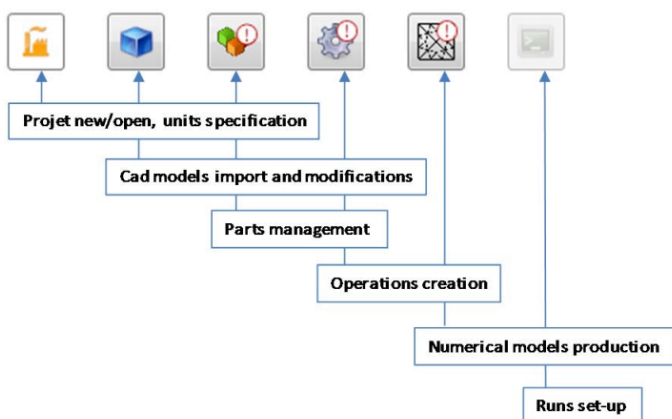 Projet new/open, units specification
Cad models import and modifications
Parts management
Operations creation
Numerical models production
Runs set-up